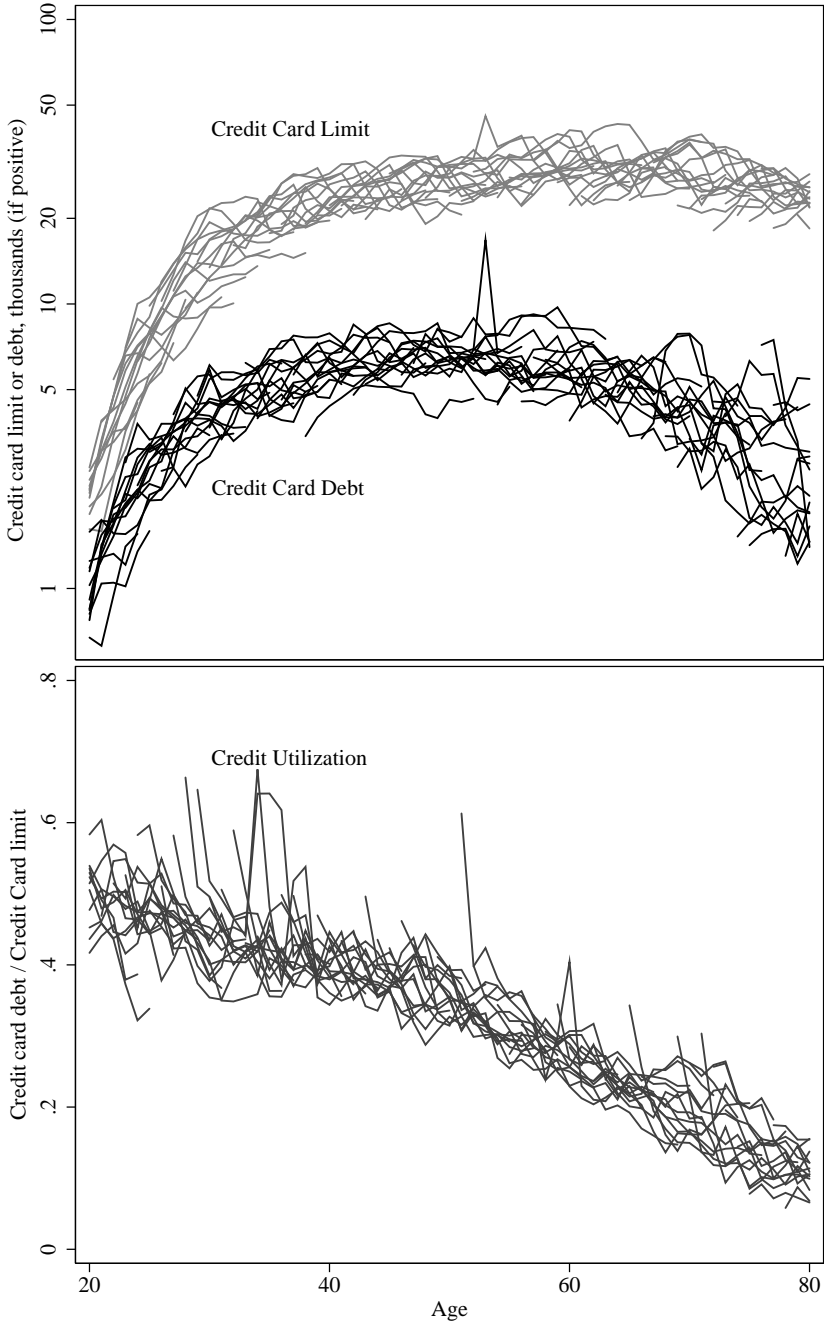 Credit card limit or debt, thousands (if positive)
100
50
20
10
5
1
Credit Card Limit
Credit Card Debt
Credit card debt / Credit Card limit
.8
.6
.4
.2
0
Credit Utilization
20
40
60
80
Age